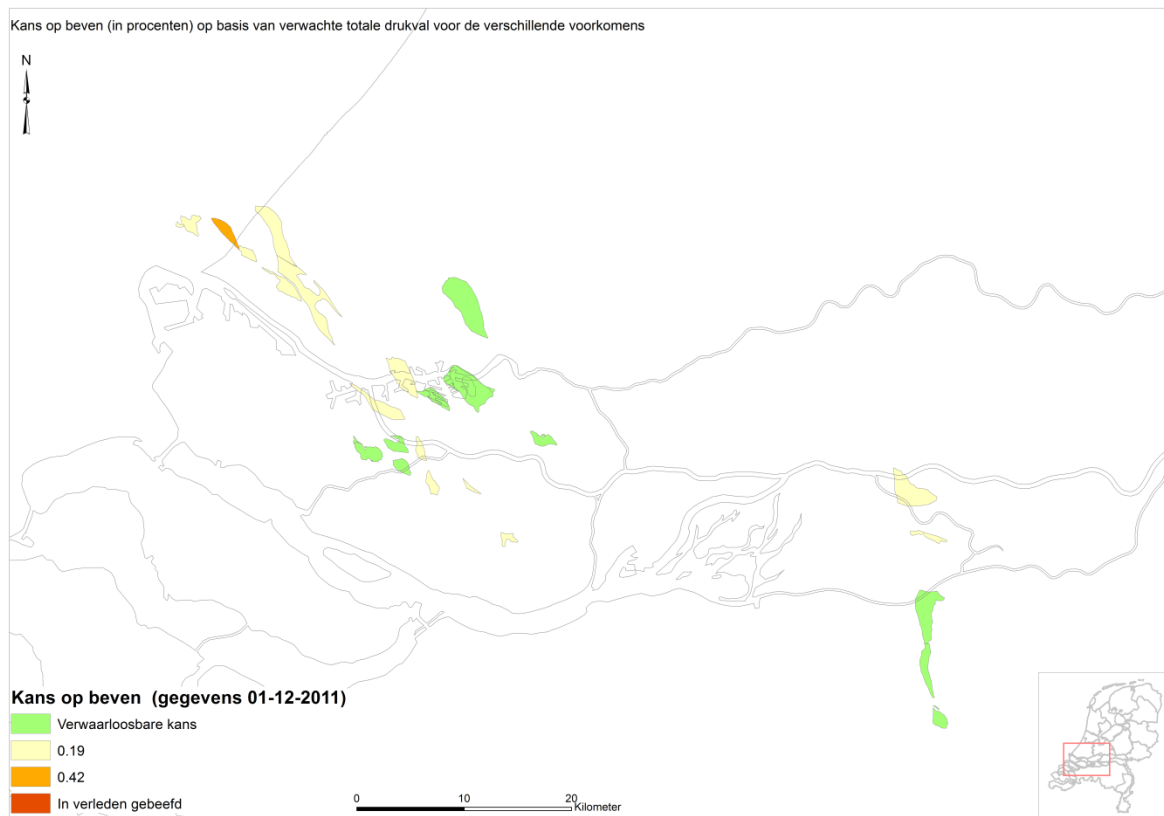 Kans op beven (in procenten) op basis van verwachte totale drukval voor de verschillende voorkomens
N
Kans op beven (gegevens 01-12-2011)
Verwaarloosbare kans
0.19
0.42
In verleden gebeefd
0 10 20
Kilometer